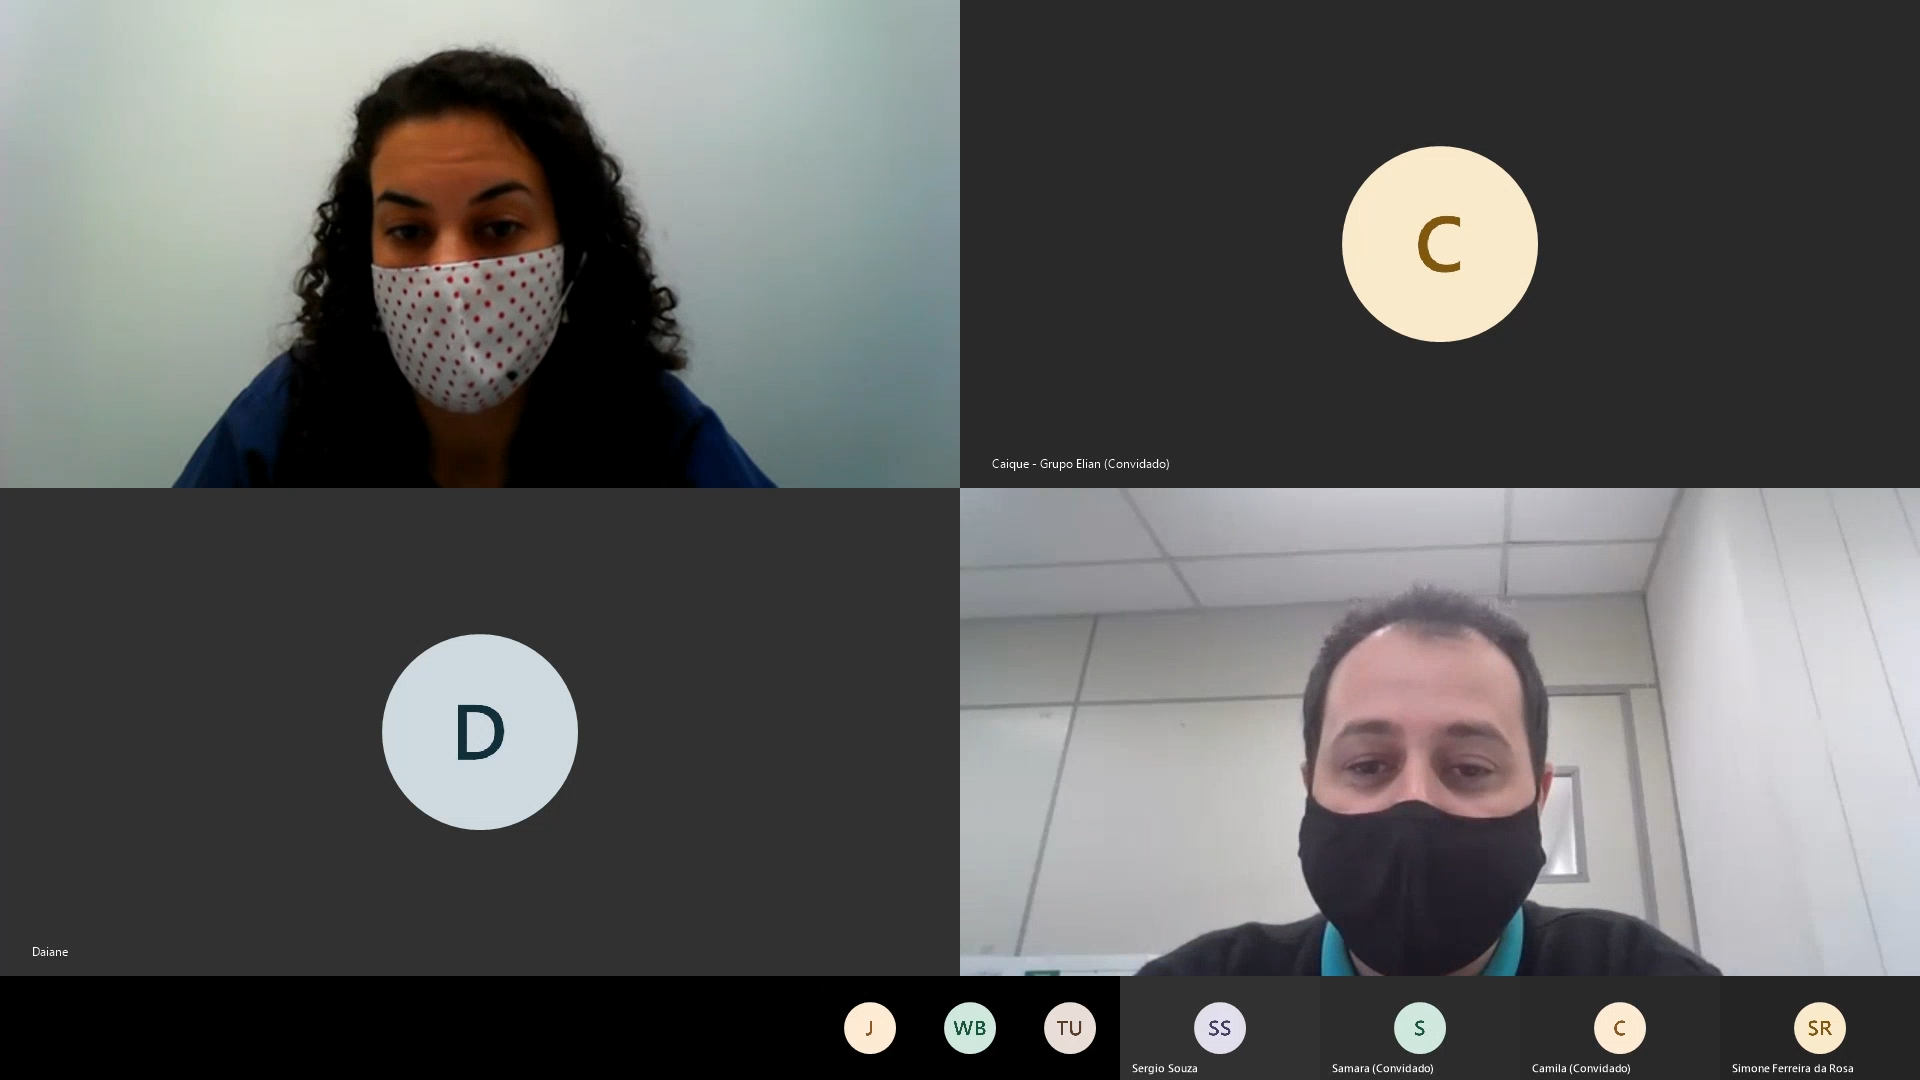 C
Caique - Grupo Elian (Convidado)
D
Daiane
J
WB
TU
SS
Sergio Souza
S
Samara (Convidado)
C
Camila (Convidado)
SR
Simone Ferreira da Rosa